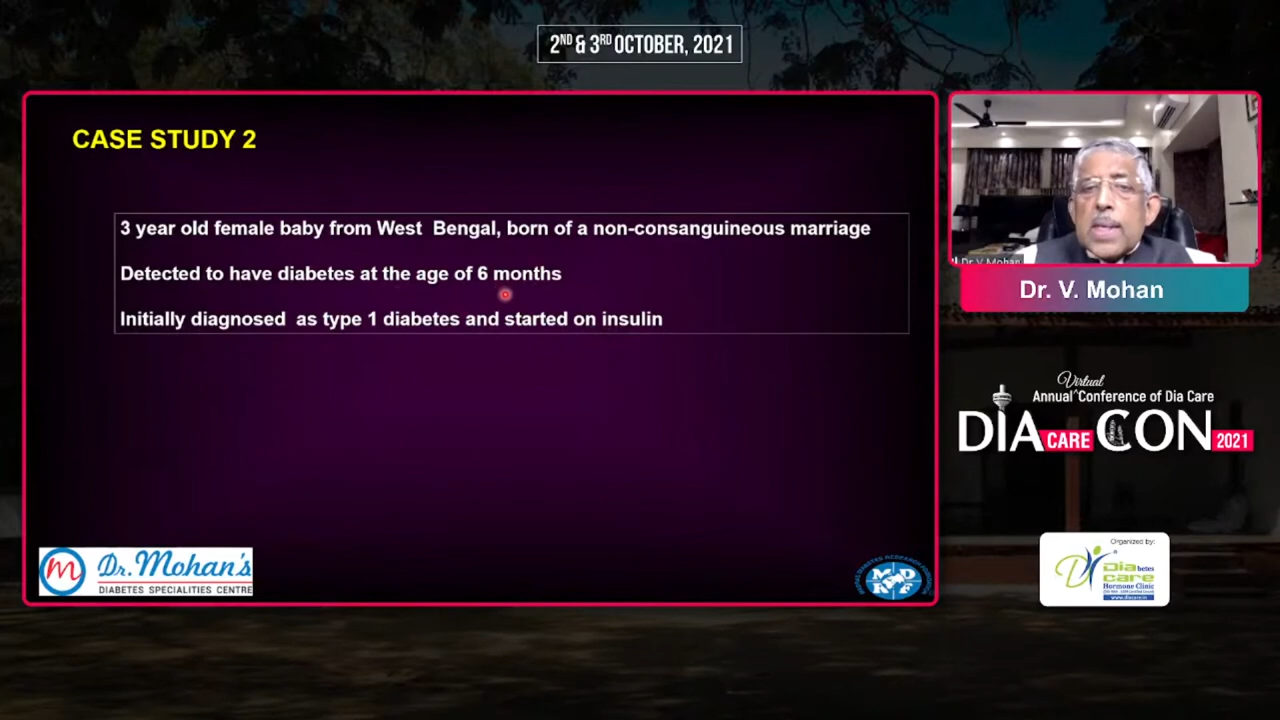 2ND & 3RD OCTOBER, 2021
CASE STUDY 2
3 year old female baby from West Bengal, born of a non-consanguineous marriage
Detected to have diabetes at the age of 6 months
Initially diagnosed as type 1 diabetes and started on insulin
Dr. V. Mohan
Dr. V. Mohan
Virtual
Annual ^ Conference of Dia Care
DIA CARE CON 2021
Organized by:
Dia betes
care
Hormone Clinic
m Dr. Mohan's
DIABETES SPECIALITIES CENTRE
MDRF